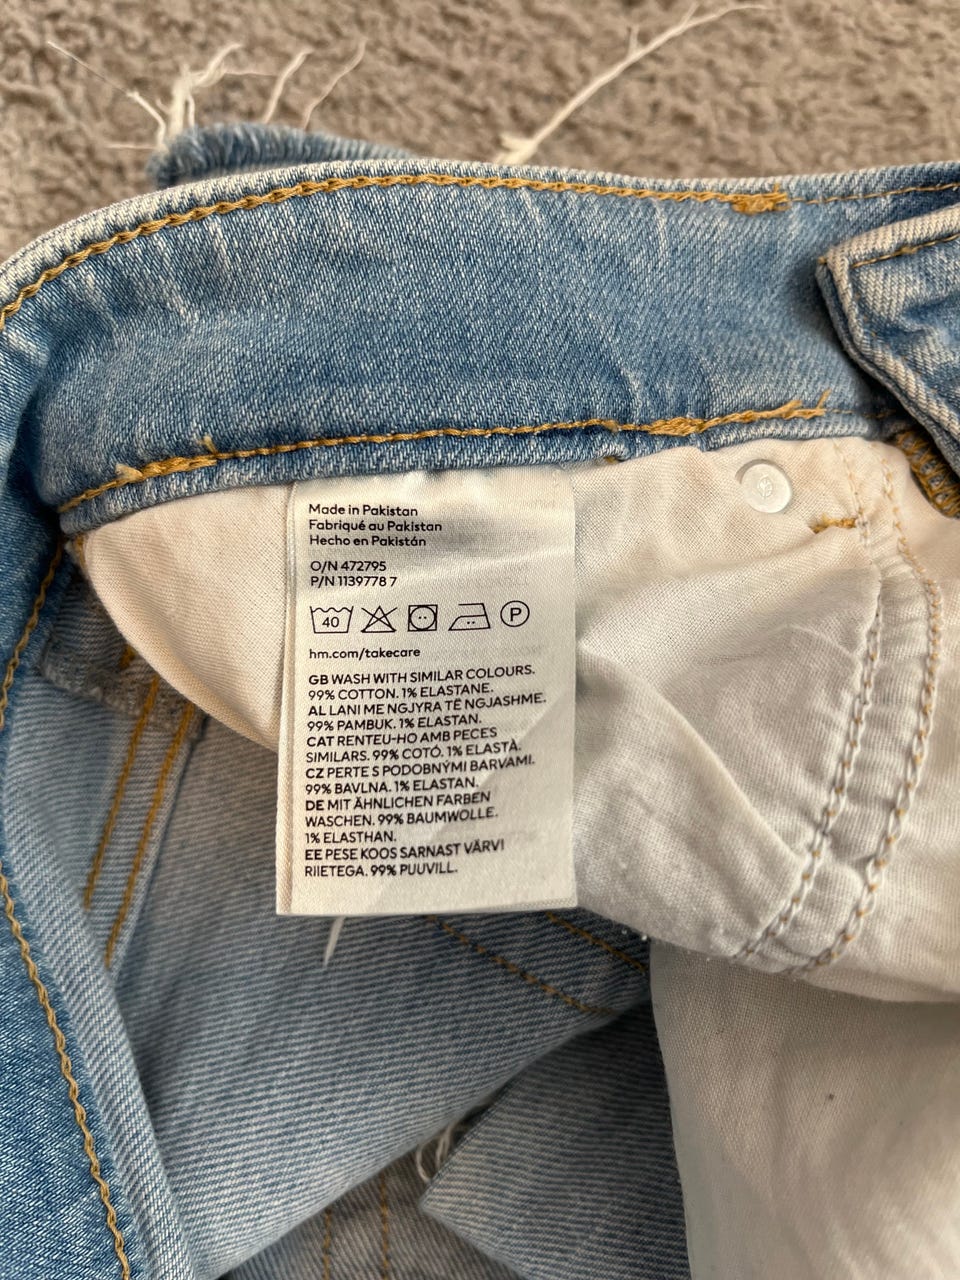 Made in Pakistan
Fabriqué au Pakistan
Hecho en Pakistán
O/N 472795
P/N 1139778 7
40 P
hm.com/takecare
GB WASH WITH SIMILAR COLOURS.
99% COTTON. 1% ELASTANE.
AL LANI ME NGJYRA TË NGJASHME.
99% PAMBUK. 1% ELASTAN.
CAT RENTEU-HO AMB PECES
SIMILARS. 99% COTÓ. 1% ELASTÀ.
CZ PERTE S PODOBNÝMI BARVAMI.
99% BAVLNA. 1% ELASTAN.
DE MIT ÄHNLICHEN FARBEN
WASCHEN. 99% BAUMWOLLE.
1% ELASTHAN.
EE PESE KOOS SARNAST VÄRVI
RIIETEGA. 99% PUUVILL.